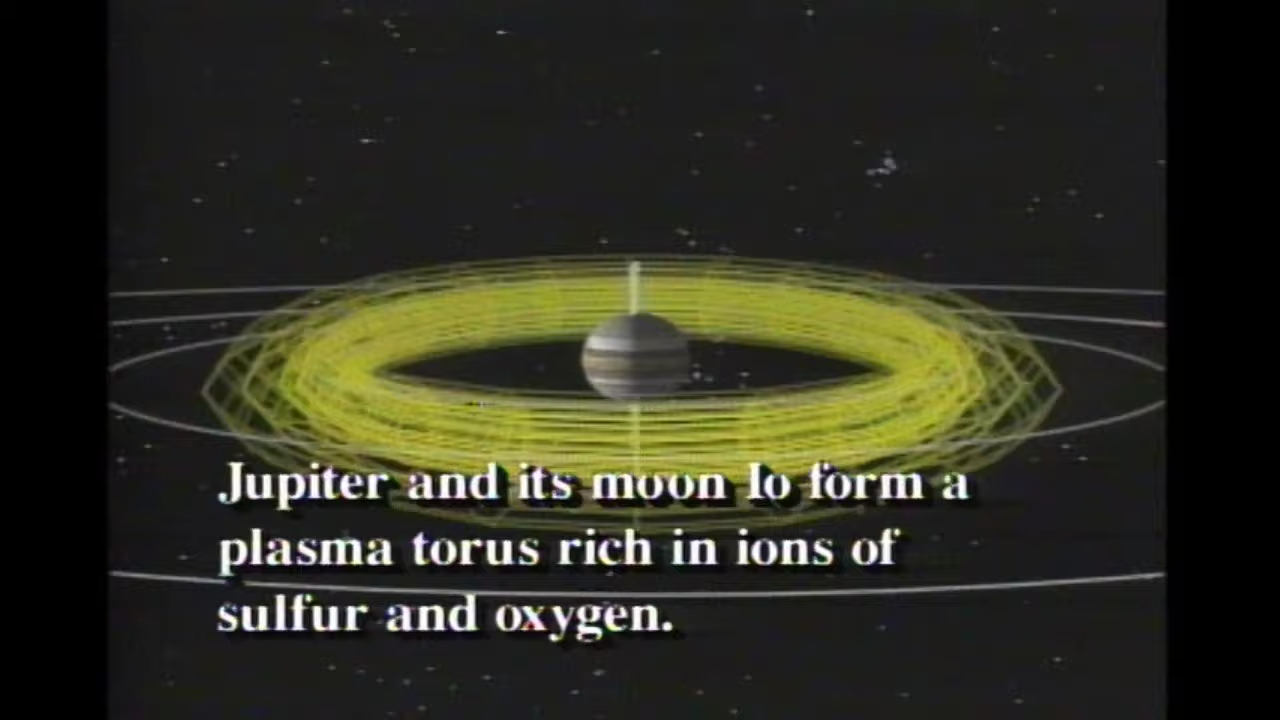 Jupiter and its moon Io form a
plasma torus rich in ions of
sulfur and oxygen.